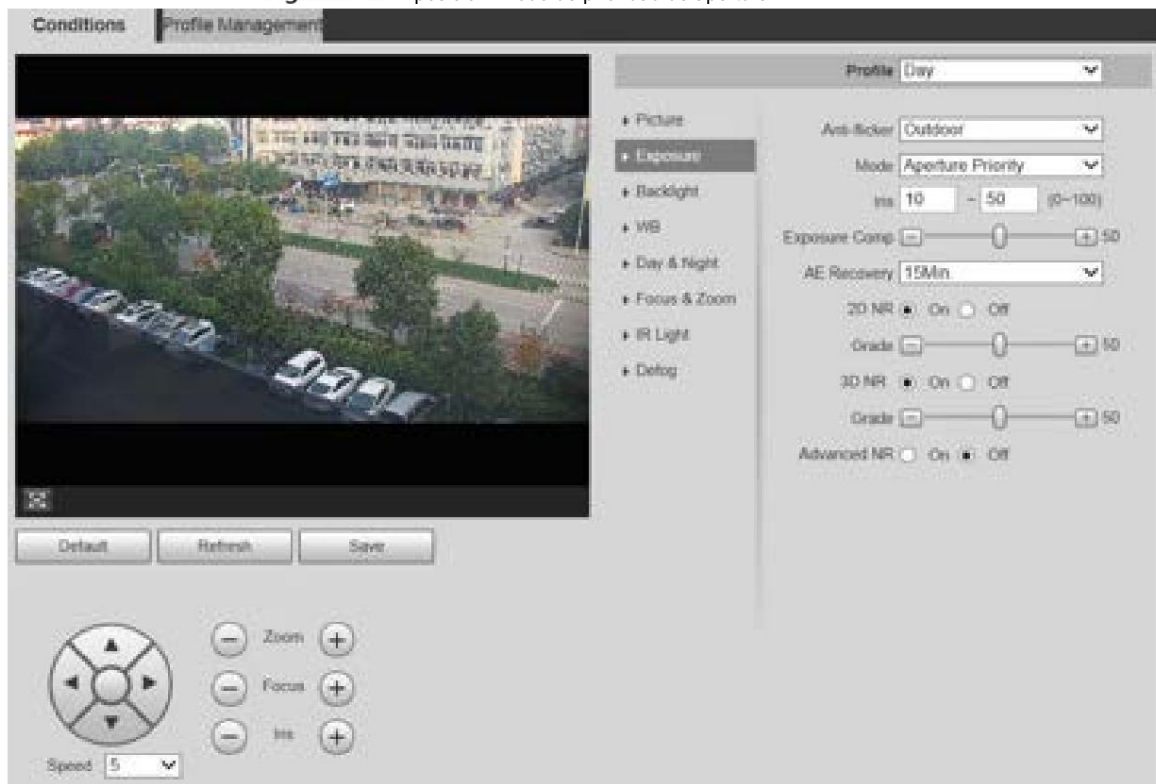 Conditions Profile Management
Profile Day
Picture
Exposure
Backlight
WB
Day & Night
Focus & Zoom
IR Light
Defog
Anti-flicker Outdoor
Mode Aperture Priority
Iris 10 ~ 50 (0~100)
Exposure Comp 50
AE Recovery 15Min.
2D NR On Off
Grade 50
3D NR On Off
Grade 50
Advanced NR On Off
Default Refresh Save
Zoom
Focus
Iris
Speed 5